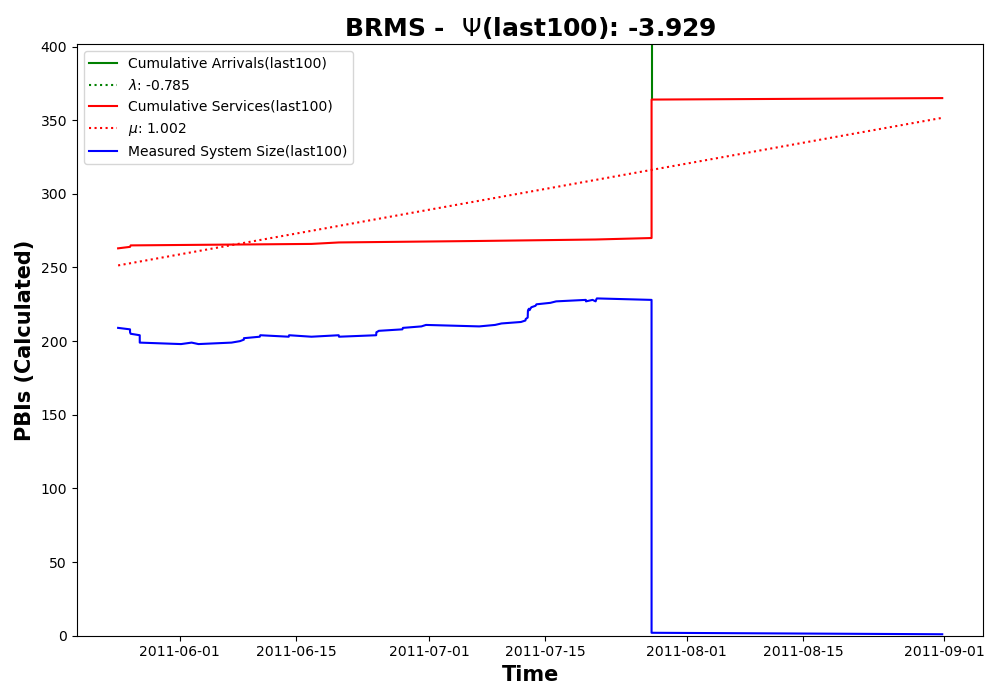 BRMS -  Ψ(last100): -3.929
Cumulative Arrivals(last100)
λ: -0.785
Cumulative Services(last100)
μ: 1.002
Measured System Size(last100)
400
350
300
250
200
150
100
50
0
PBIs (Calculated)
2011-06-01 2011-06-15 2011-07-01 2011-07-15 2011-08-01 2011-08-15 2011-09-01
Time